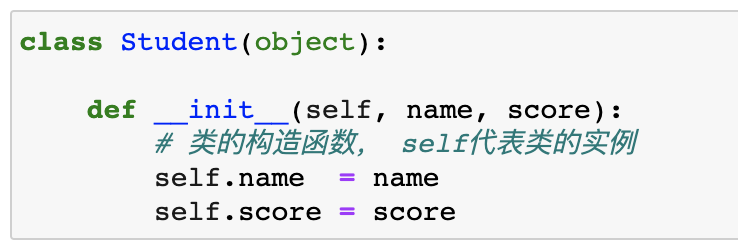 class Student(object):
    def __init__(self, name, score):
        # 类的构造函数， self代表类的实例
        self.name  = name
        self.score = score